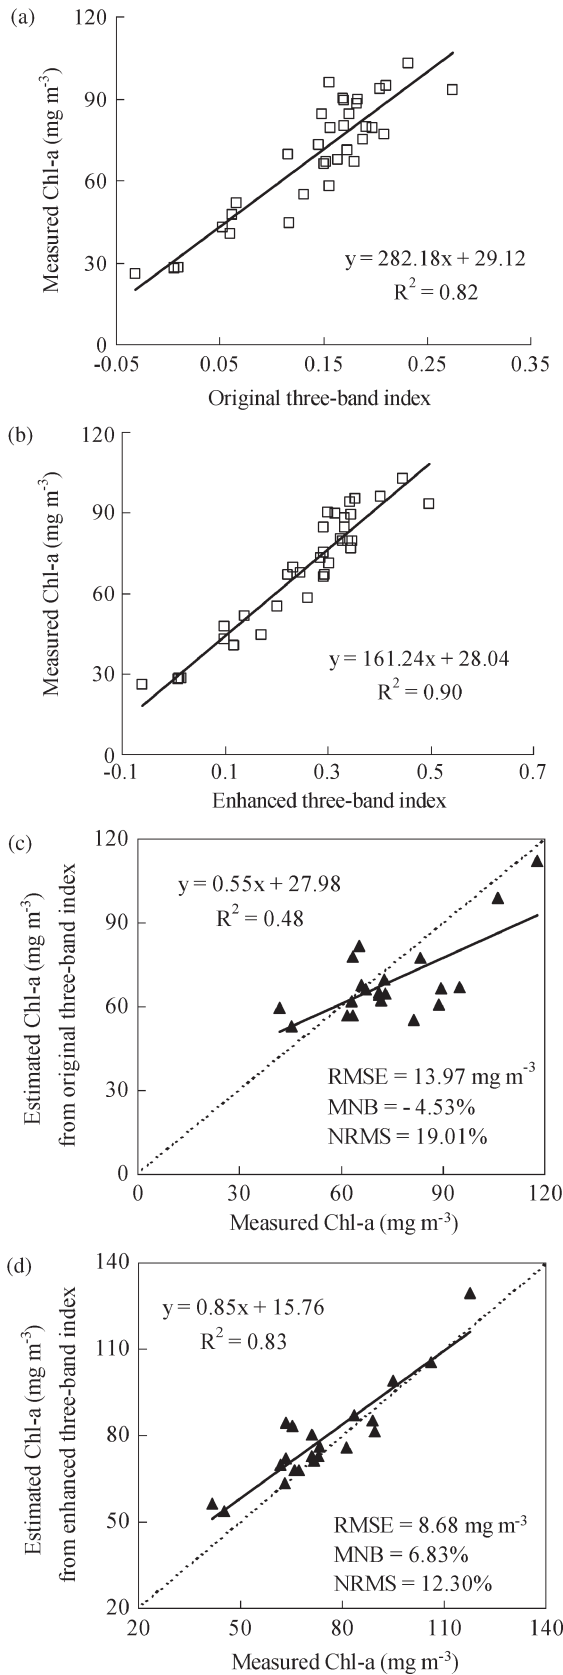 (a)
Measured Chl-a (mg m-3)
120
90
60
30
0
-0.05
0.05
0.15
0.25
0.35
y = 282.18x + 29.12
R2 = 0.82
Original three-band index
(b)
Measured Chl-a (mg m-3)
120
90
60
30
0
-0.1
0.1
0.3
0.5
0.7
y = 161.24x + 28.04
R2 = 0.90
Enhanced three-band index
(c)
Estimated Chl-a (mg m-3)
from original three-band index
120
90
60
30
0
0
30
60
90
120
y = 0.55x + 27.98
R2 = 0.48
RMSE = 13.97 mg m-3
MNB = - 4.53%
NRMS = 19.01%
Measured Chl-a (mg m-3)
(d)
Estimated Chl-a (mg m-3)
from enhanced three-band index
140
110
80
50
20
20
50
80
110
140
y = 0.85x + 15.76
R2 = 0.83
RMSE = 8.68 mg m-3
MNB = 6.83%
NRMS = 12.30%
Measured Chl-a (mg m-3)